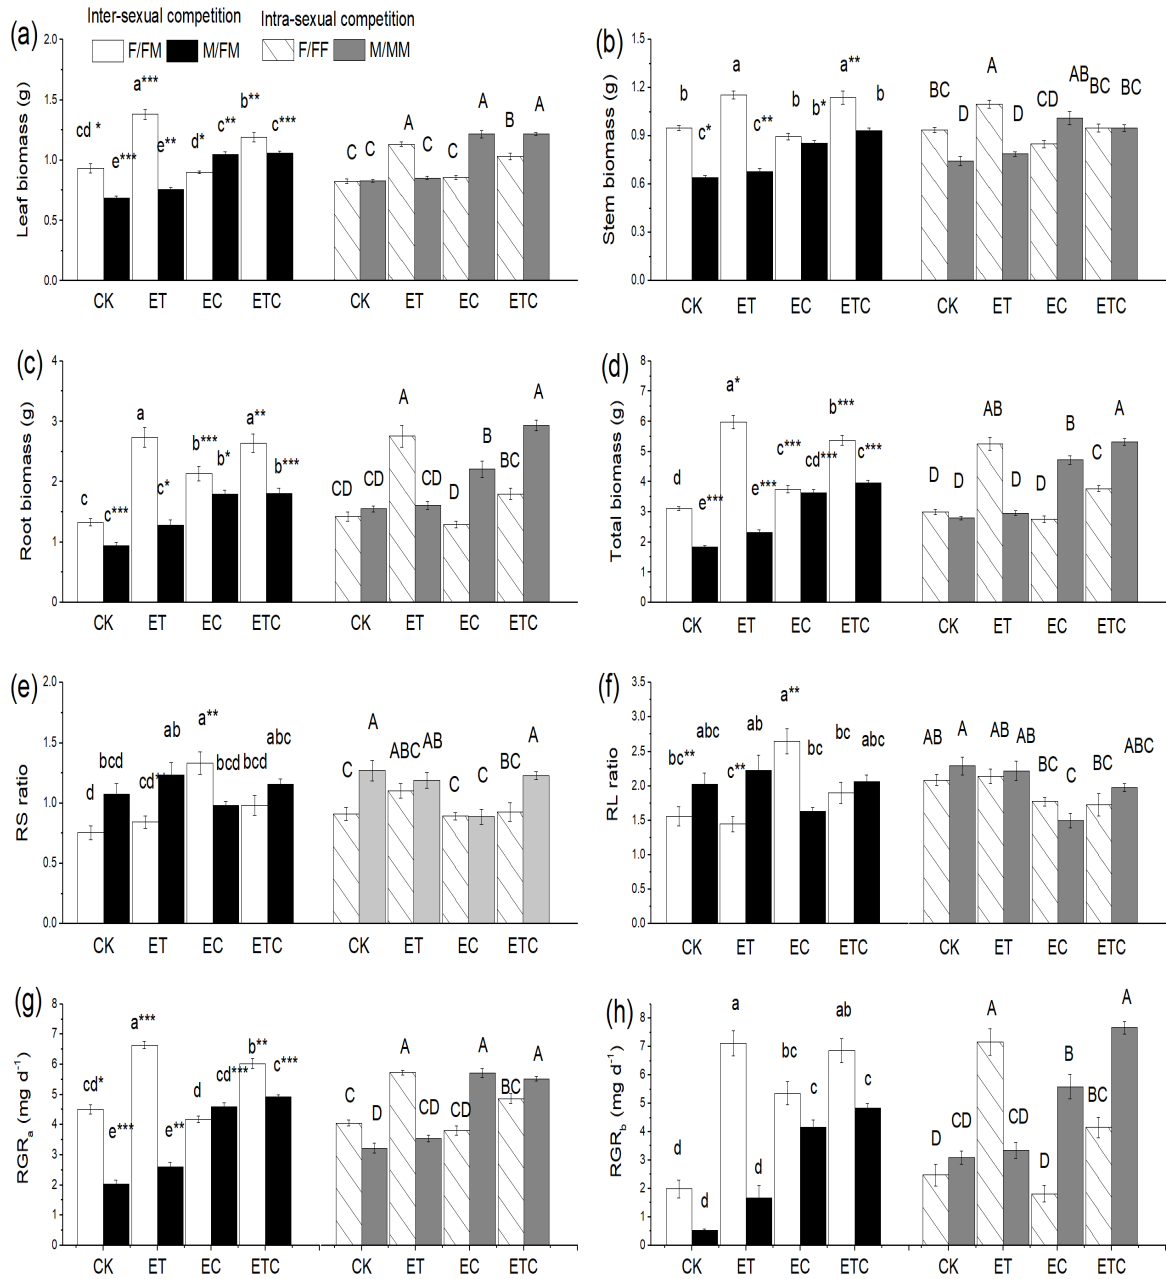 Inter-sexual competition
Intra-sexual competition
F/FM M/FM F/FF M/MM
(a)
Leaf biomass (g)
2.0
1.5
1.0
0.5
0.0
cd * e*** a*** e** d* c** b** c***
C C A C C A B A
CK ET EC ETC CK ET EC ETC
(b)
Stem biomass (g)
1.5
1.2
0.9
0.6
0.3
0.0
b c* a c** b b* a** b
BC D A D CD AB BC BC
CK ET EC ETC CK ET EC ETC
(c)
Root biomass (g)
4
3
2
1
0
c c*** a c* b*** b* a** b***
CD CD A CD D B BC A
CK ET EC ETC CK ET EC ETC
(d)
Total biomass (g)
8
7
6
5
4
3
2
1
0
d e*** a* e*** c*** cd*** b*** c***
D D AB D D B C A
CK ET EC ETC CK ET EC ETC
(e)
RS ratio
2.0
1.5
1.0
0.5
0.0
d bcd ab a** bcd bcd abc
C A ABC AB C C BC A
CK ET EC ETC CK ET EC ETC
(f)
RL ratio
3.5
3.0
2.5
2.0
1.5
1.0
0.5
0.0
bc** abc c** ab a** bc bc abc
AB A AB AB BC C BC ABC
CK ET EC ETC CK ET EC ETC
(g)
RGRa (mg d-1)
8
7
6
5
4
3
2
1
0
cd* e*** a*** e** d cd*** b** c***
C D A CD CD A BC A
CK ET EC ETC CK ET EC ETC
(h)
RGRb (mg d-1)
8
7
6
5
4
3
2
1
0
d d a d bc c ab c
D CD A CD D B BC A
CK ET EC ETC CK ET EC ETC